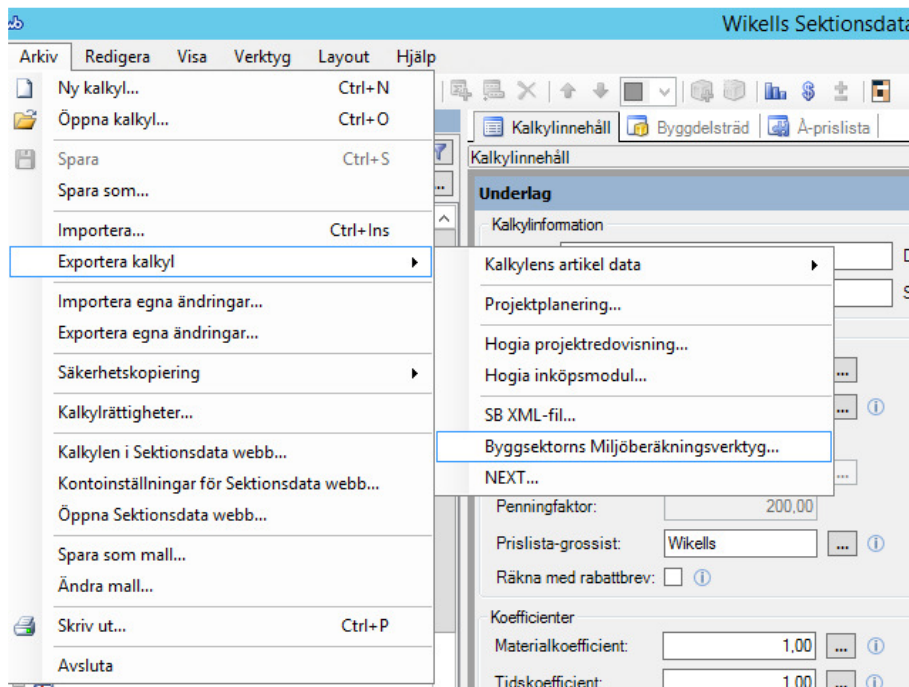 Wikells Sektionsdata
Arkiv Redigera Visa Verktyg Layout Hjälp
Ny kalkyl... Ctrl+N
Öppna kalkyl... Ctrl+O
Spara Ctrl+S
Spara som...
Importera... Ctrl+Ins
Exportera kalkyl
Importera egna ändringar...
Exportera egna ändringar...
Säkerhetskopiering
Kalkylrättigheter...
Kalkylen i Sektionsdata webb...
Kontoinställningar för Sektionsdata webb...
Öppna Sektionsdata webb...
Spara som mall...
Ändra mall...
Skriv ut... Ctrl+P
Avsluta
Kalkylinnehåll Byggdelsträd Á-prislista
Kalkylinnehåll
Underlag
Kalkylinformation
Kalkylens artikel data
Projektplanering...
Hogia projektredovisning...
Hogia inköpsmodul...
SB XML-fil...
Byggsektorns Miljöberäkningsverktyg...
NEXT...
Penningfaktor: 200,00
Prislista-grossist: Wikells ...
Räkna med rabattbrev:
Koefficienter
Materialkoefficient: 1,00 ...
Tidskoefficient: 1,00 ...